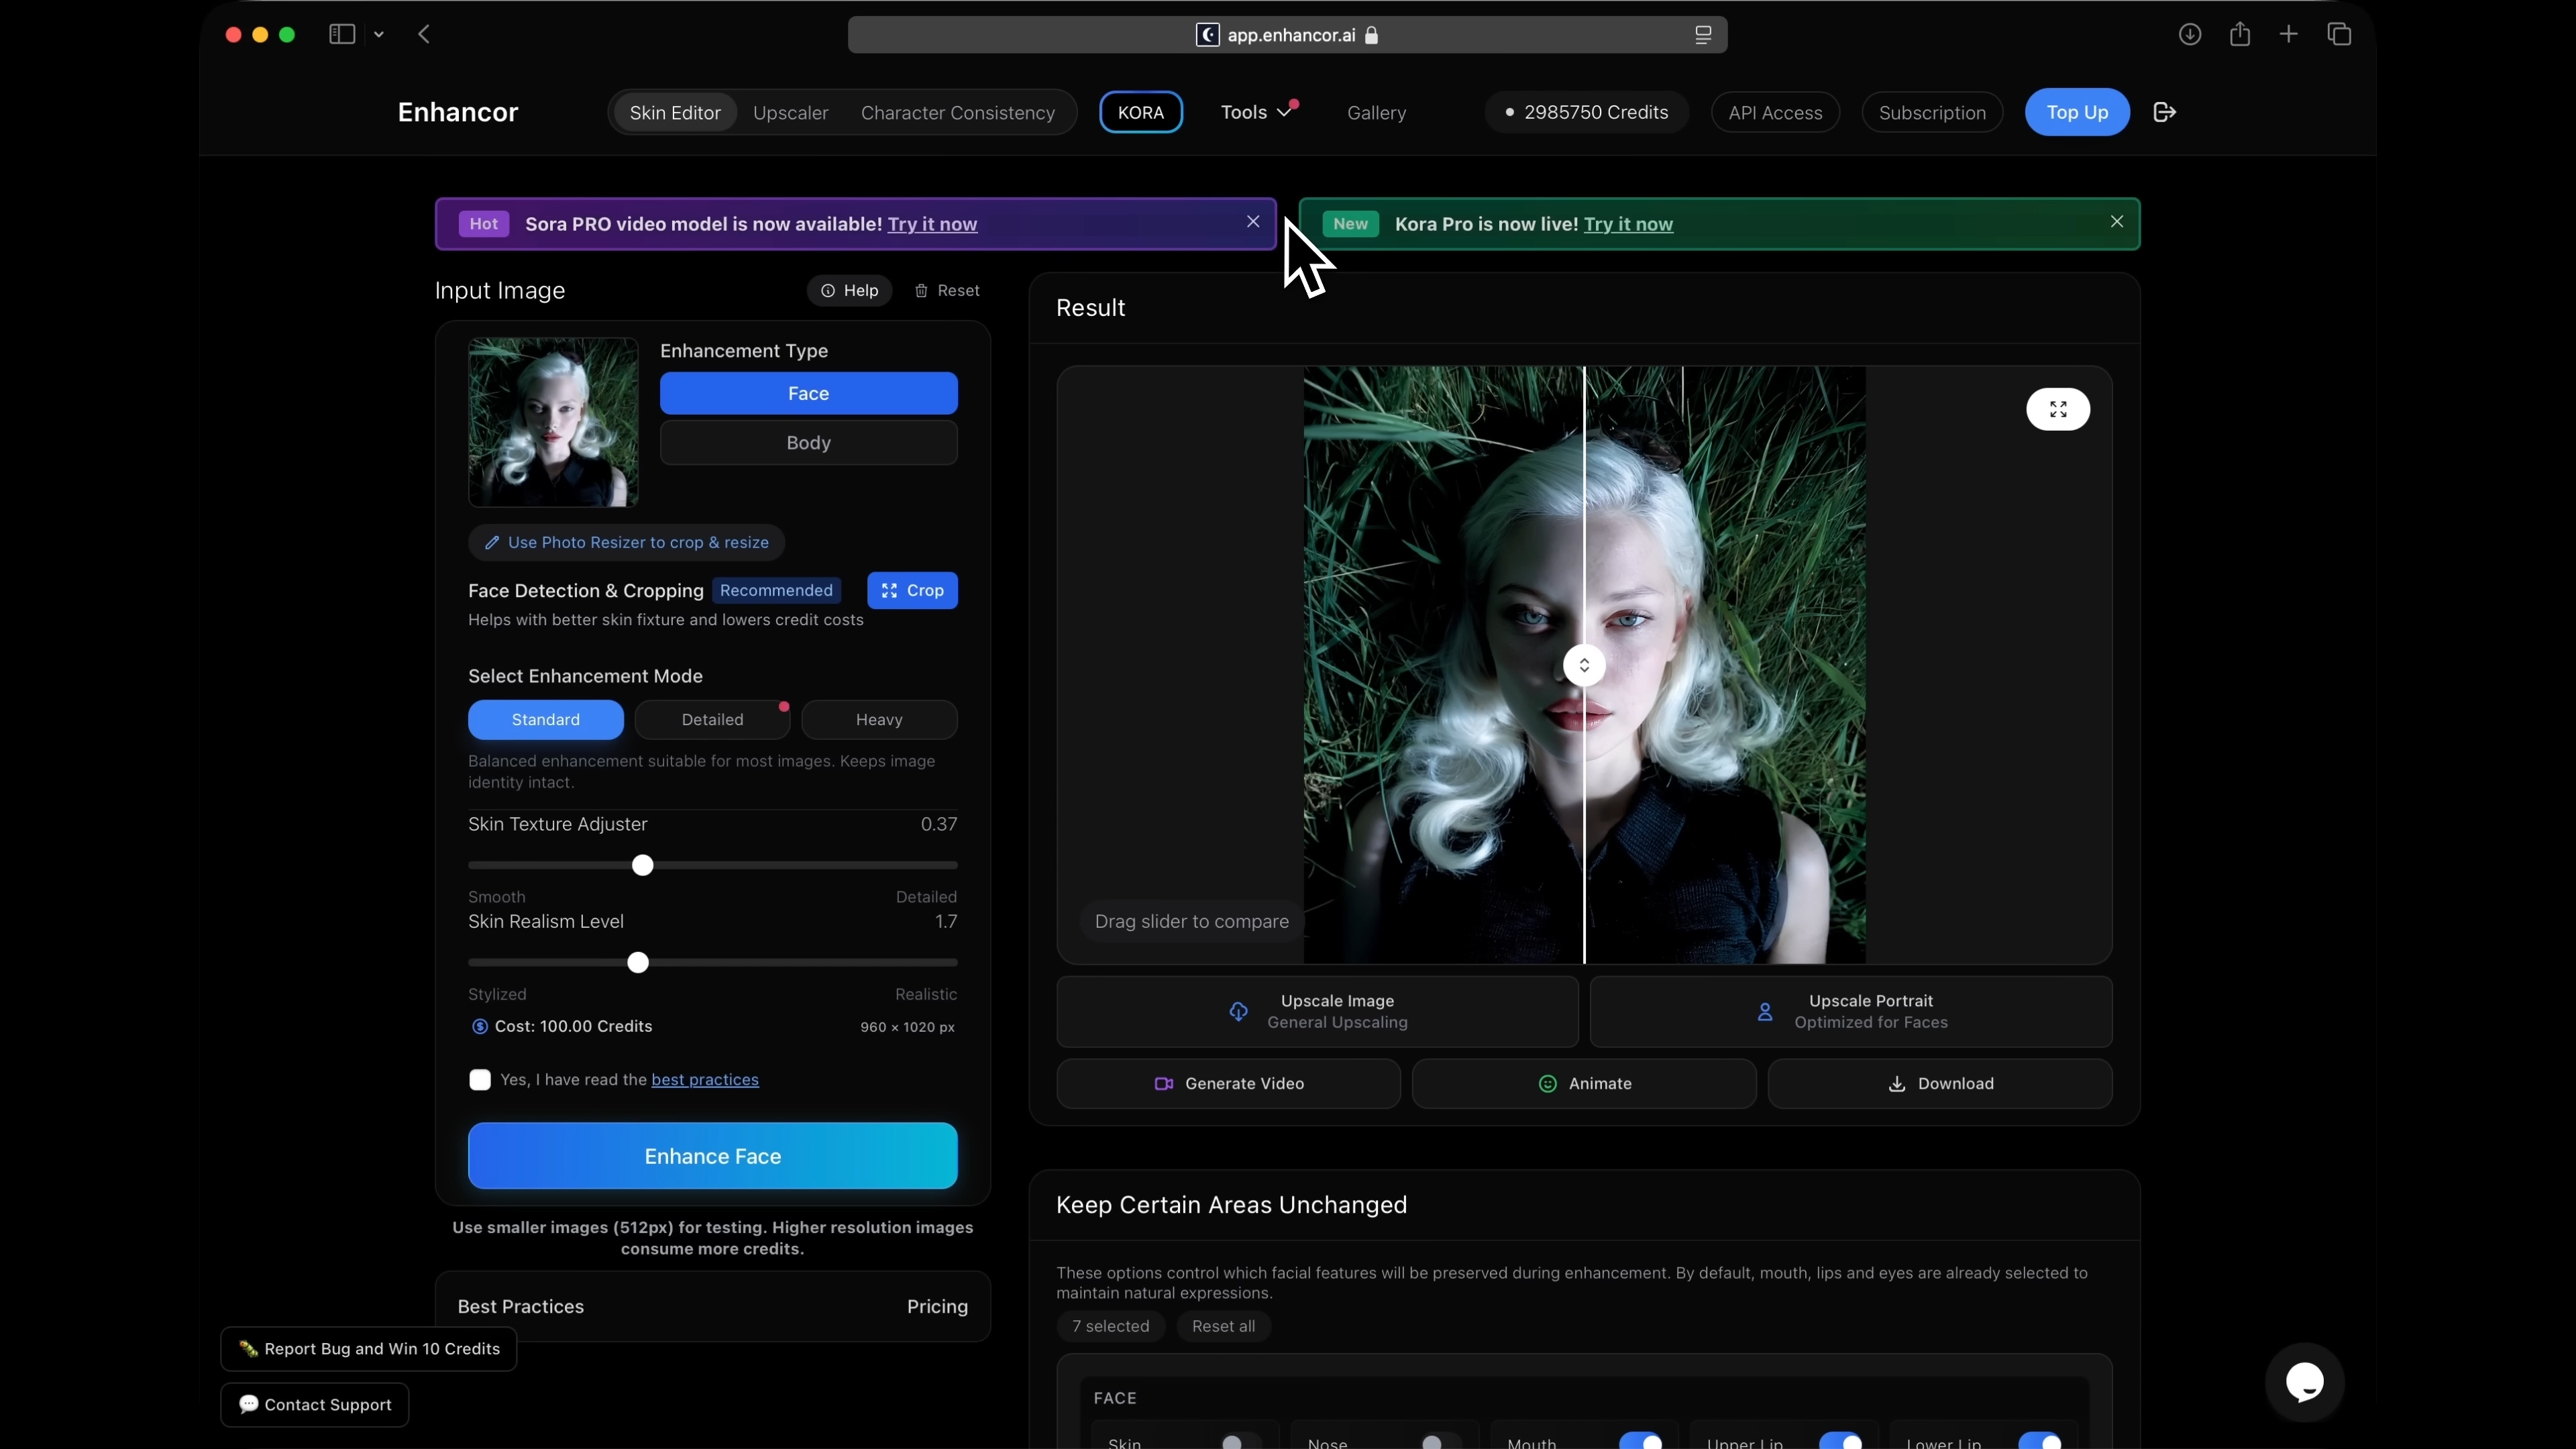 app.enhancor.ai
Enhancor
Skin Editor
Upscaler
Character Consistency
KORA
Tools
Gallery
2985750 Credits
API Access
Subscription
Top Up
Hot
Sora PRO video model is now available! Try it now
New
Kora Pro is now live! Try it now
Input Image
Help
Reset
Enhancement Type
Face
Body
Use Photo Resizer to crop & resize
Face Detection & Cropping
Recommended
Crop
Helps with better skin fixture and lowers credit costs
Select Enhancement Mode
Standard
Detailed
Heavy
Balanced enhancement suitable for most images. Keeps image
identity intact.
Skin Texture Adjuster
0.37
Smooth
Detailed
Skin Realism Level
1.7
Stylized
Realistic
Cost: 100.00 Credits
960 × 1020 px
Yes, I have read the best practices
Enhance Face
Use smaller images (512px) for testing. Higher resolution images
consume more credits.
Best Practices
Pricing
Report Bug and Win 10 Credits
Contact Support
Result
Drag slider to compare
Upscale Image
General Upscaling
Upscale Portrait
Optimized for Faces
Generate Video
Animate
Download
Keep Certain Areas Unchanged
These options control which facial features will be preserved during enhancement. By default, mouth, lips and eyes are already selected to
maintain natural expressions.
7 selected
Reset all
FACE
Skin
Nose
Mouth
Upper Lip
Lower Lip